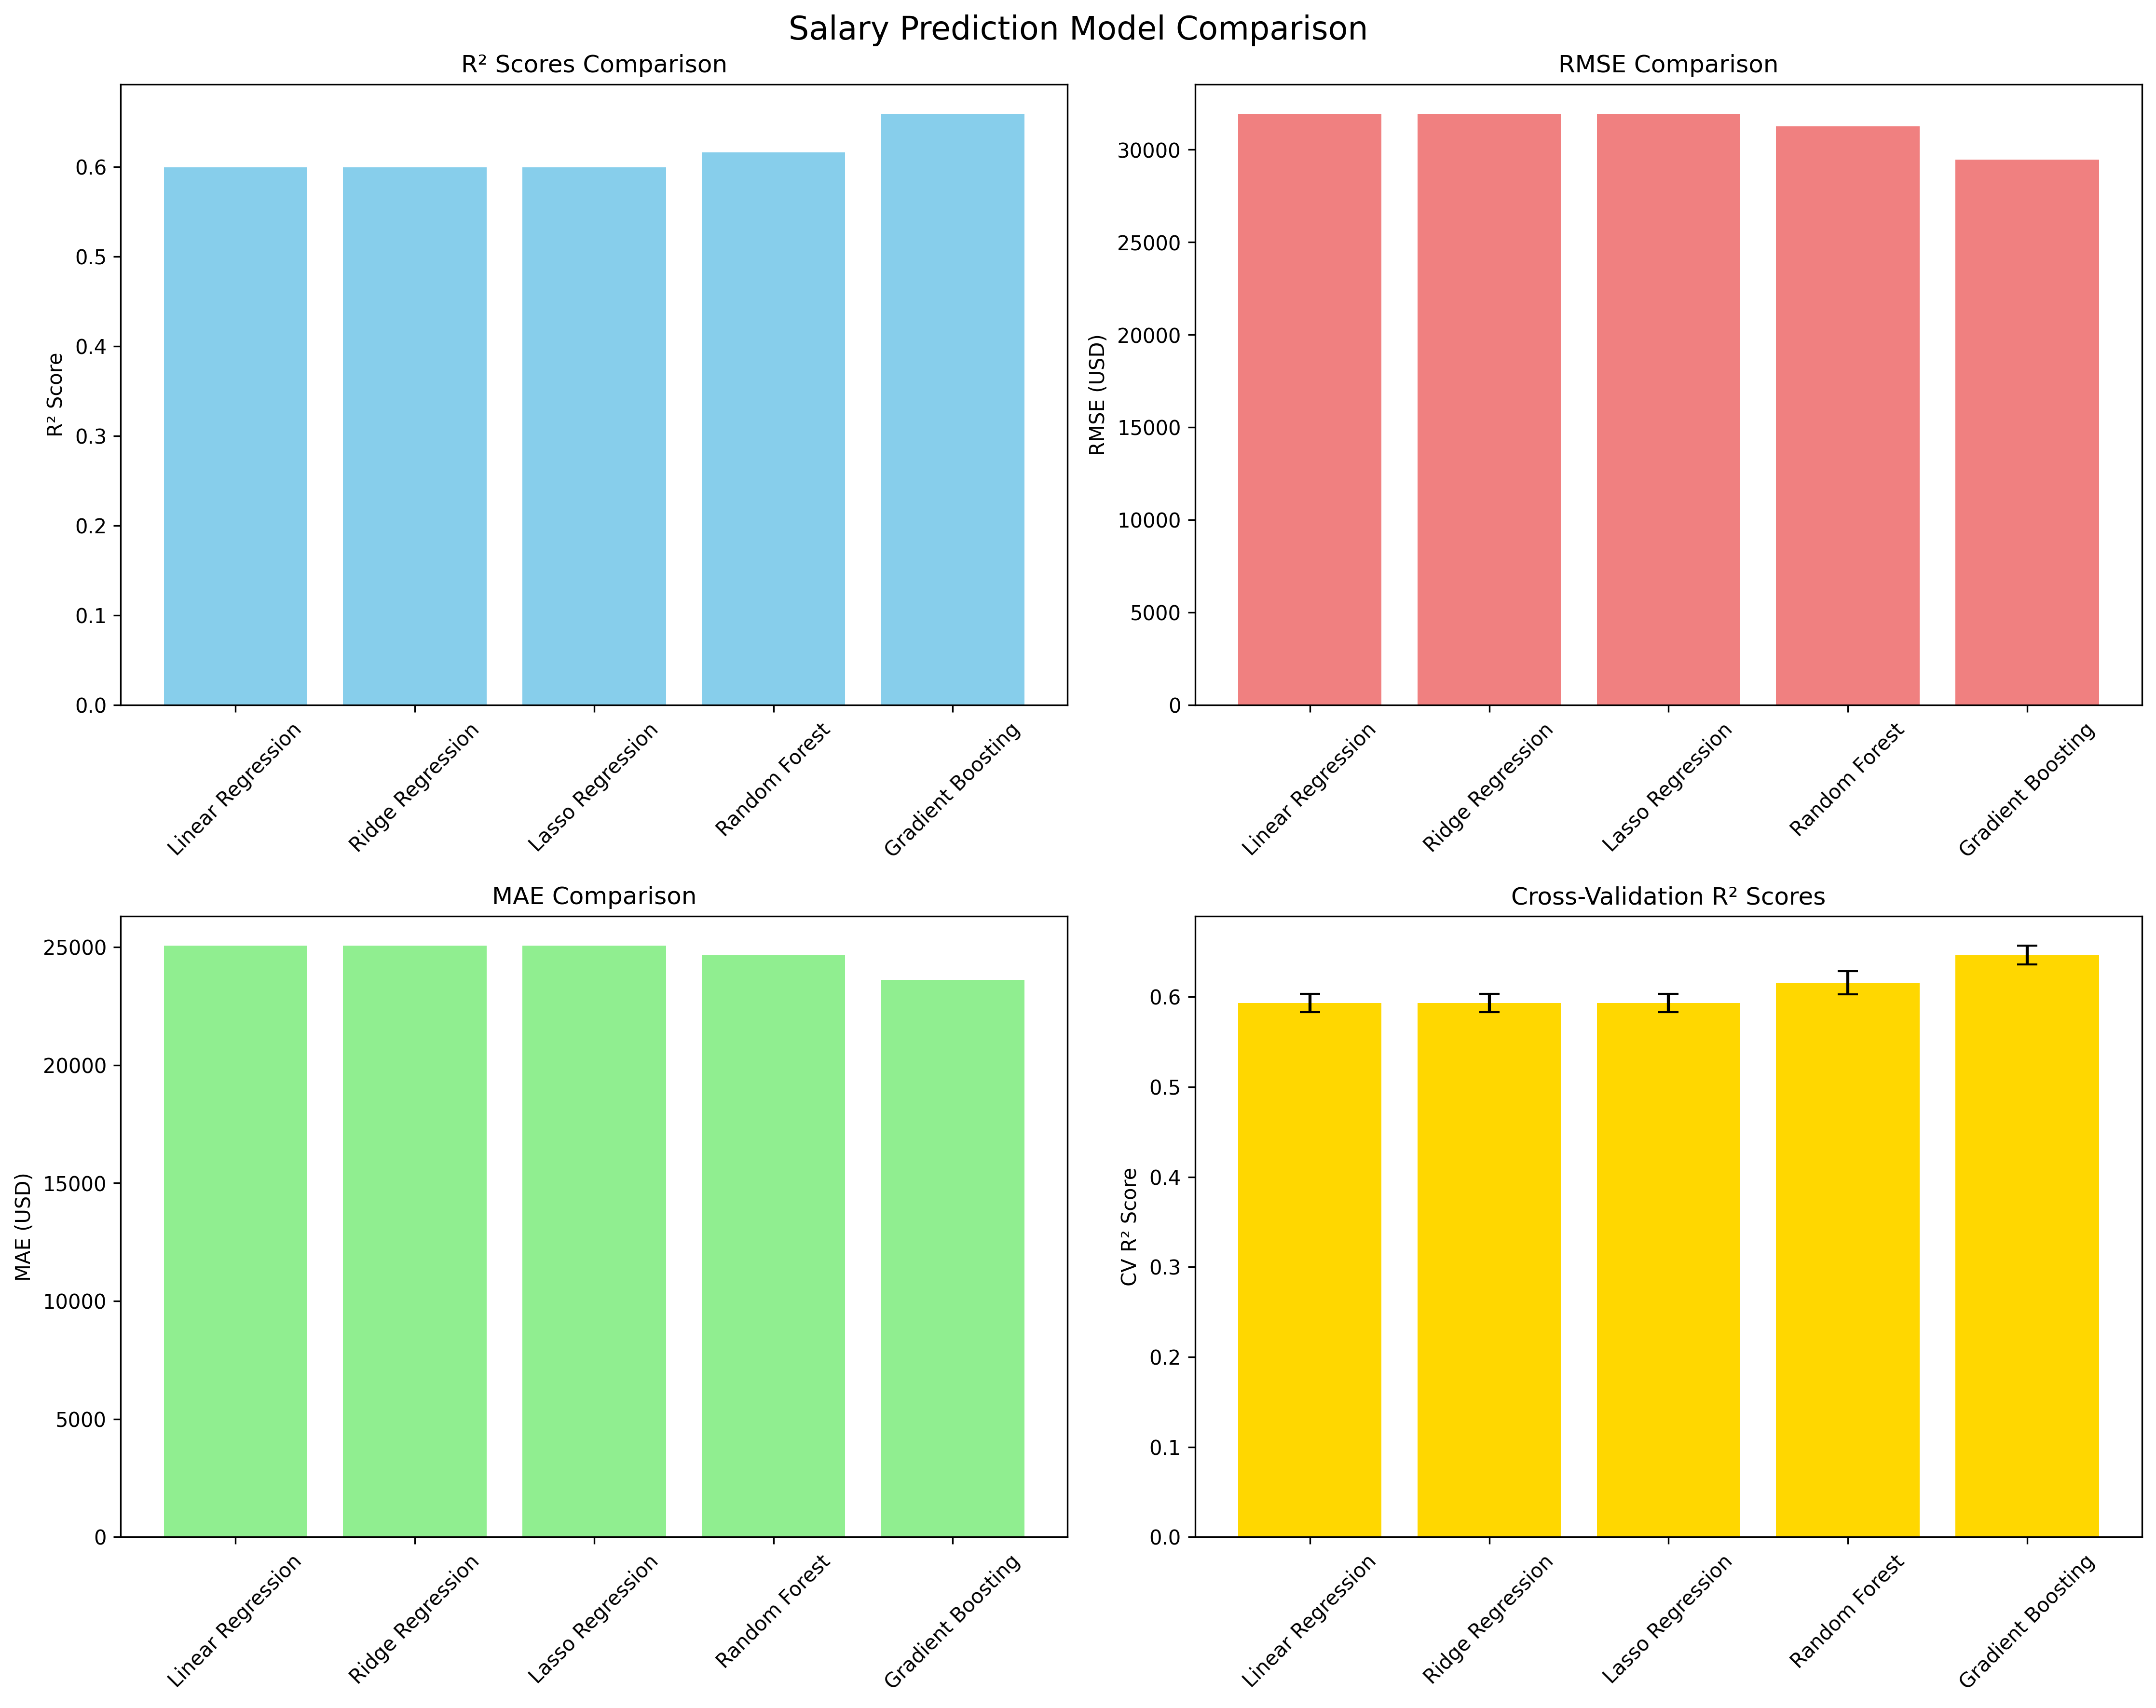 Salary Prediction Model Comparison
R² Scores Comparison
R² Score
0.6
0.5
0.4
0.3
0.2
0.1
0.0
Linear Regression
Ridge Regression
Lasso Regression
Random Forest
Gradient Boosting
RMSE Comparison
RMSE (USD)
30000
25000
20000
15000
10000
5000
0
Linear Regression
Ridge Regression
Lasso Regression
Random Forest
Gradient Boosting
MAE Comparison
MAE (USD)
25000
20000
15000
10000
5000
0
Linear Regression
Ridge Regression
Lasso Regression
Random Forest
Gradient Boosting
Cross-Validation R² Scores
CV R² Score
0.6
0.5
0.4
0.3
0.2
0.1
0.0
Linear Regression
Ridge Regression
Lasso Regression
Random Forest
Gradient Boosting